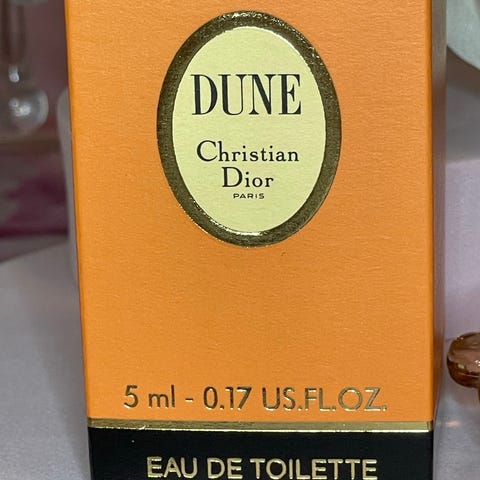 DUNE
Christian
Dior
PARIS
5 ml - 0.17 US.FL.OZ.
EAU DE TOILETTE